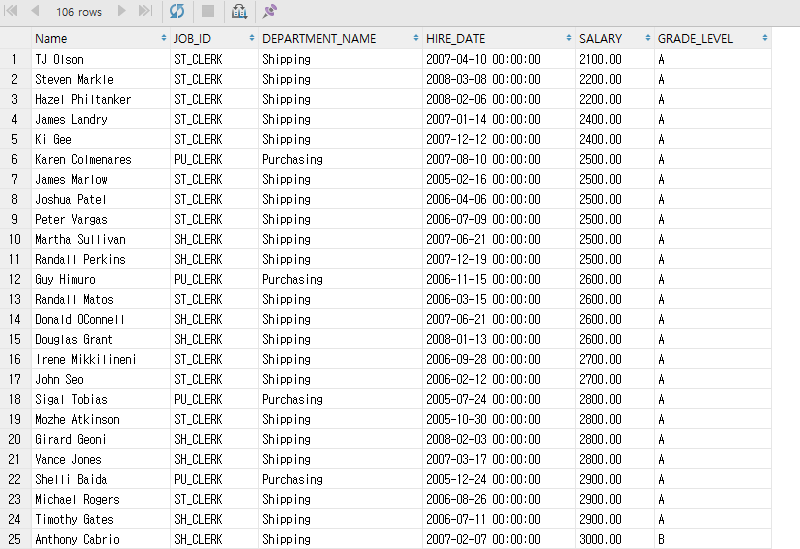 106 rows
Name JOB_ID DEPARTMENT_NAME HIRE_DATE SALARY GRADE_LEVEL
1 TJ Olson ST_CLERK Shipping 2007-04-10 00:00:00 2100.00 A
2 Steven Markle ST_CLERK Shipping 2008-03-08 00:00:00 2200.00 A
3 Hazel Philtanker ST_CLERK Shipping 2008-02-06 00:00:00 2200.00 A
4 James Landry ST_CLERK Shipping 2007-01-14 00:00:00 2400.00 A
5 Ki Gee ST_CLERK Shipping 2007-12-12 00:00:00 2400.00 A
6 Karen Colmenares PU_CLERK Purchasing 2007-08-10 00:00:00 2500.00 A
7 James Marlow ST_CLERK Shipping 2005-02-16 00:00:00 2500.00 A
8 Joshua Patel ST_CLERK Shipping 2006-04-06 00:00:00 2500.00 A
9 Peter Vargas ST_CLERK Shipping 2006-07-09 00:00:00 2500.00 A
10 Martha Sullivan SH_CLERK Shipping 2007-06-21 00:00:00 2500.00 A
11 Randall Perkins SH_CLERK Shipping 2007-12-19 00:00:00 2500.00 A
12 Guy Himuro PU_CLERK Purchasing 2006-11-15 00:00:00 2600.00 A
13 Randall Matos ST_CLERK Shipping 2006-03-15 00:00:00 2600.00 A
14 Donald OConnell SH_CLERK Shipping 2007-06-21 00:00:00 2600.00 A
15 Douglas Grant SH_CLERK Shipping 2008-01-13 00:00:00 2600.00 A
16 Irene Mikkilineni ST_CLERK Shipping 2006-09-28 00:00:00 2700.00 A
17 John Seo ST_CLERK Shipping 2006-02-12 00:00:00 2700.00 A
18 Sigal Tobias PU_CLERK Purchasing 2005-07-24 00:00:00 2800.00 A
19 Mozhe Atkinson ST_CLERK Shipping 2005-10-30 00:00:00 2800.00 A
20 Girard Geoni SH_CLERK Shipping 2008-02-03 00:00:00 2800.00 A
21 Vance Jones SH_CLERK Shipping 2007-03-17 00:00:00 2800.00 A
22 Shelli Baida PU_CLERK Purchasing 2005-12-24 00:00:00 2900.00 A
23 Michael Rogers ST_CLERK Shipping 2006-08-26 00:00:00 2900.00 A
24 Timothy Gates SH_CLERK Shipping 2006-07-11 00:00:00 2900.00 A
25 Anthony Cabrio SH_CLERK Shipping 2007-02-07 00:00:00 3000.00 B